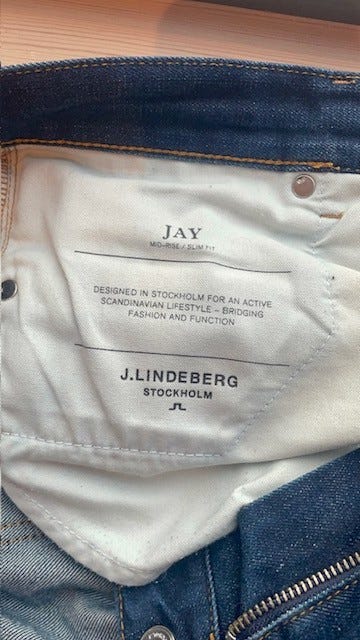 JAY
MID-RISE / SLIM FIT
DESIGNED IN STOCKHOLM FOR AN ACTIVE
SCANDINAVIAN LIFESTYLE – BRIDGING
FASHION AND FUNCTION
J.LINDEBERG
STOCKHOLM